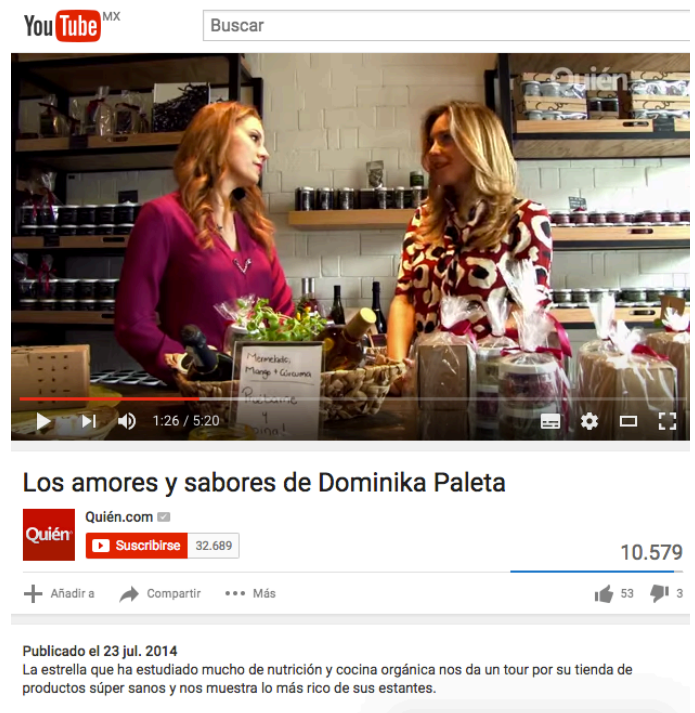 YouTube MX
Buscar
Quién
Mermelada:
Mango + Cúrcuma
Pruébame
y
1:26 / 5:20
Los amores y sabores de Dominika Paleta
Quién
Quién.com
Suscribirse 32.689
10.579
Añadir a Compartir Más 53 3
Publicado el 23 jul. 2014
La estrella que ha estudiado mucho de nutrición y cocina orgánica nos da un tour por su tienda de
productos súper sanos y nos muestra lo más rico de sus estantes.